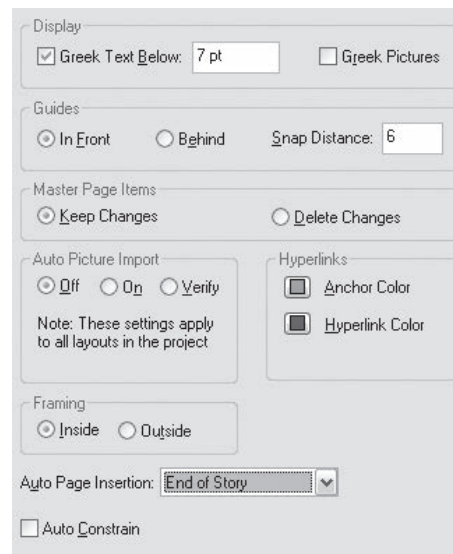 Display
Greek Text Below: 7 pt Greek Pictures
Guides
In Front Behind Snap Distance: 6
Master Page Items
Keep Changes Delete Changes
Auto Picture Import Hyperlinks
Off On Verify Anchor Color
Note: These settings apply
to all layouts in the project
Hyperlink Color
Framing
Inside Outside
Auto Page Insertion: End of Story
Auto Constrain